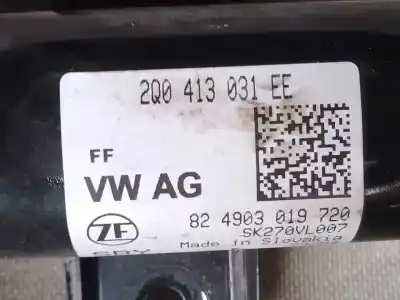 2Q0 413 031 EE
FF
VW AG
ZF
82 4903 019 720
SK270VL007
Made in Slovakia